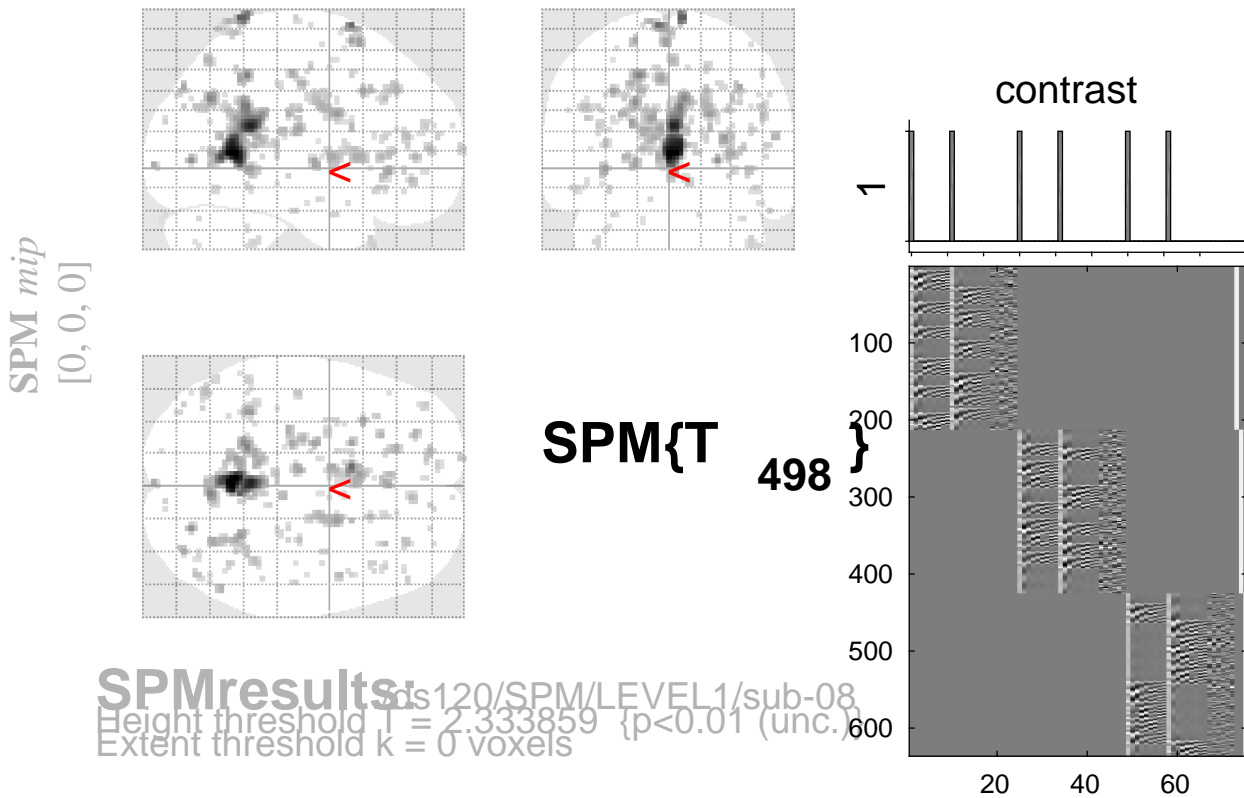 SPM mip
[0, 0, 0]
<
<
<
SPM{T498}
contrast
1
100
200
300
400
500
600
20
40
60
SPMresults: /ds120/SPM/LEVEL1/sub-08
Height threshold T = 2.333859 {p<0.01 (unc.)}
Extent threshold k = 0 voxels